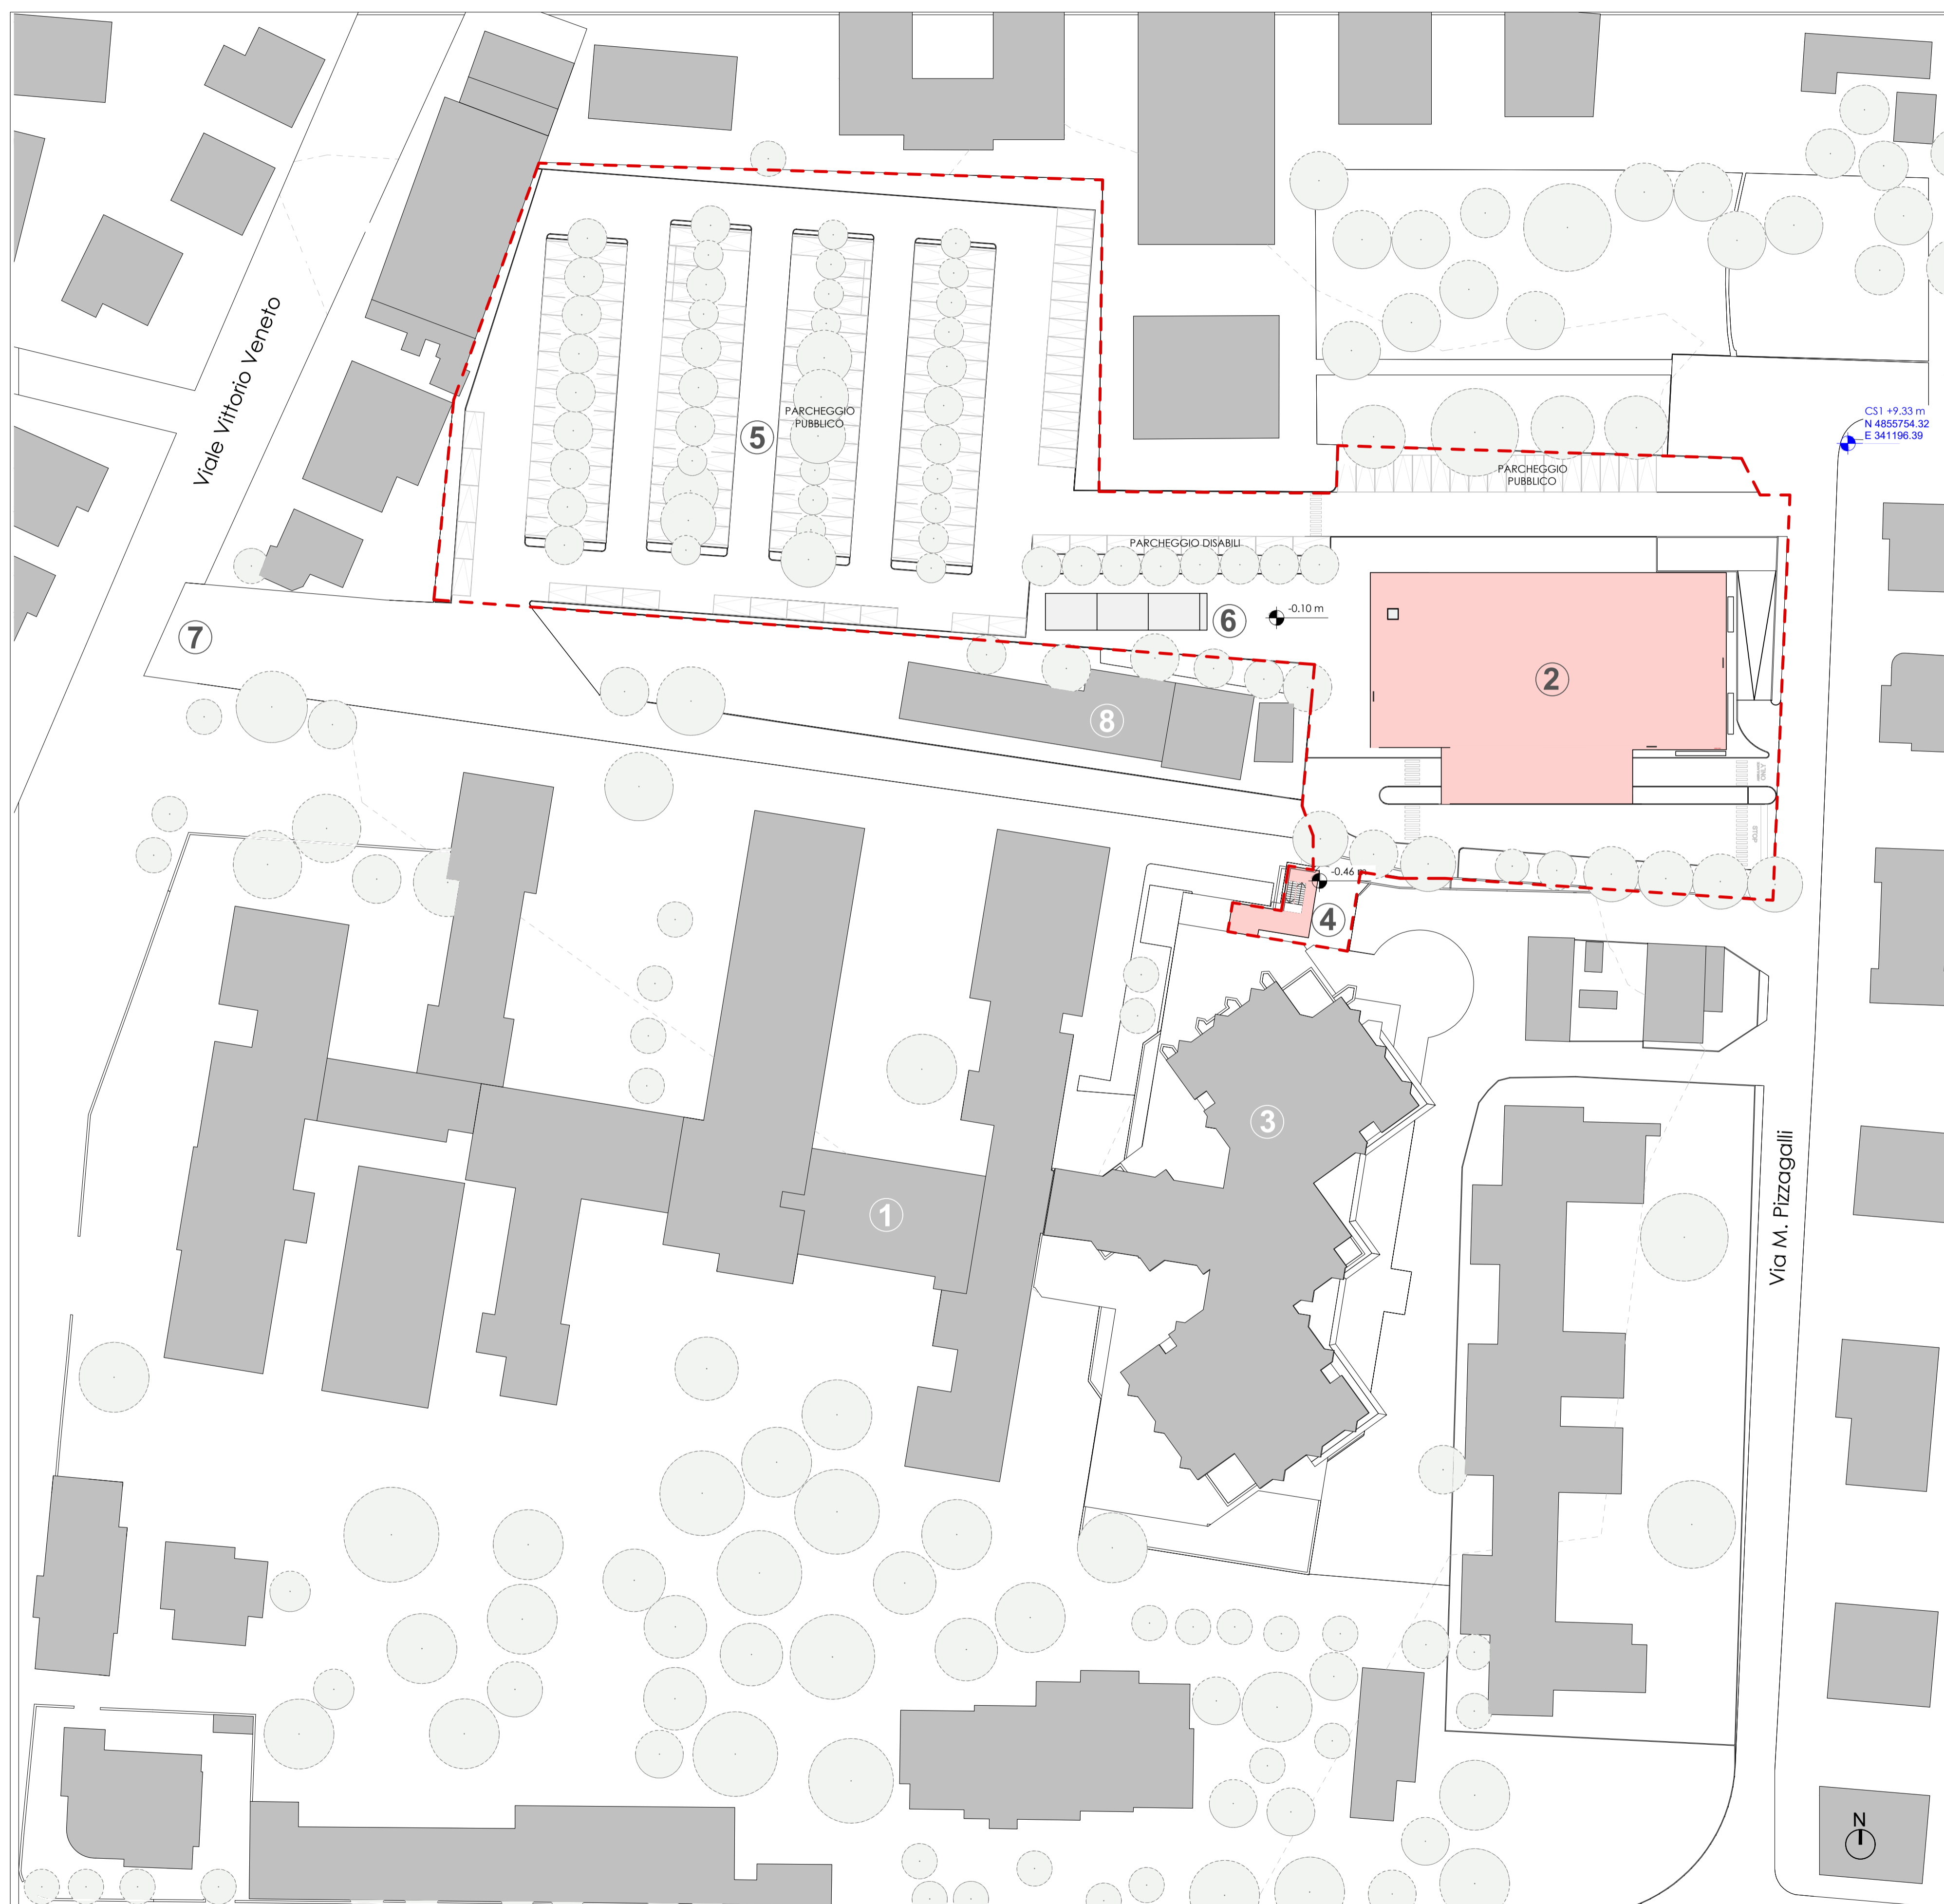 Viale Vittorio Veneto
CS1 +9.33 m
N 4855754.32
E 341196.39
PARCHEGGIO
PUBBLICO
5
PARCHEGGIO
PUBBLICO
PARCHEGGIO DISABILI
-0.10 m
6
7
2
8
STOP
-0.46 m
4
3
1
Via M. Pizzagalli
N